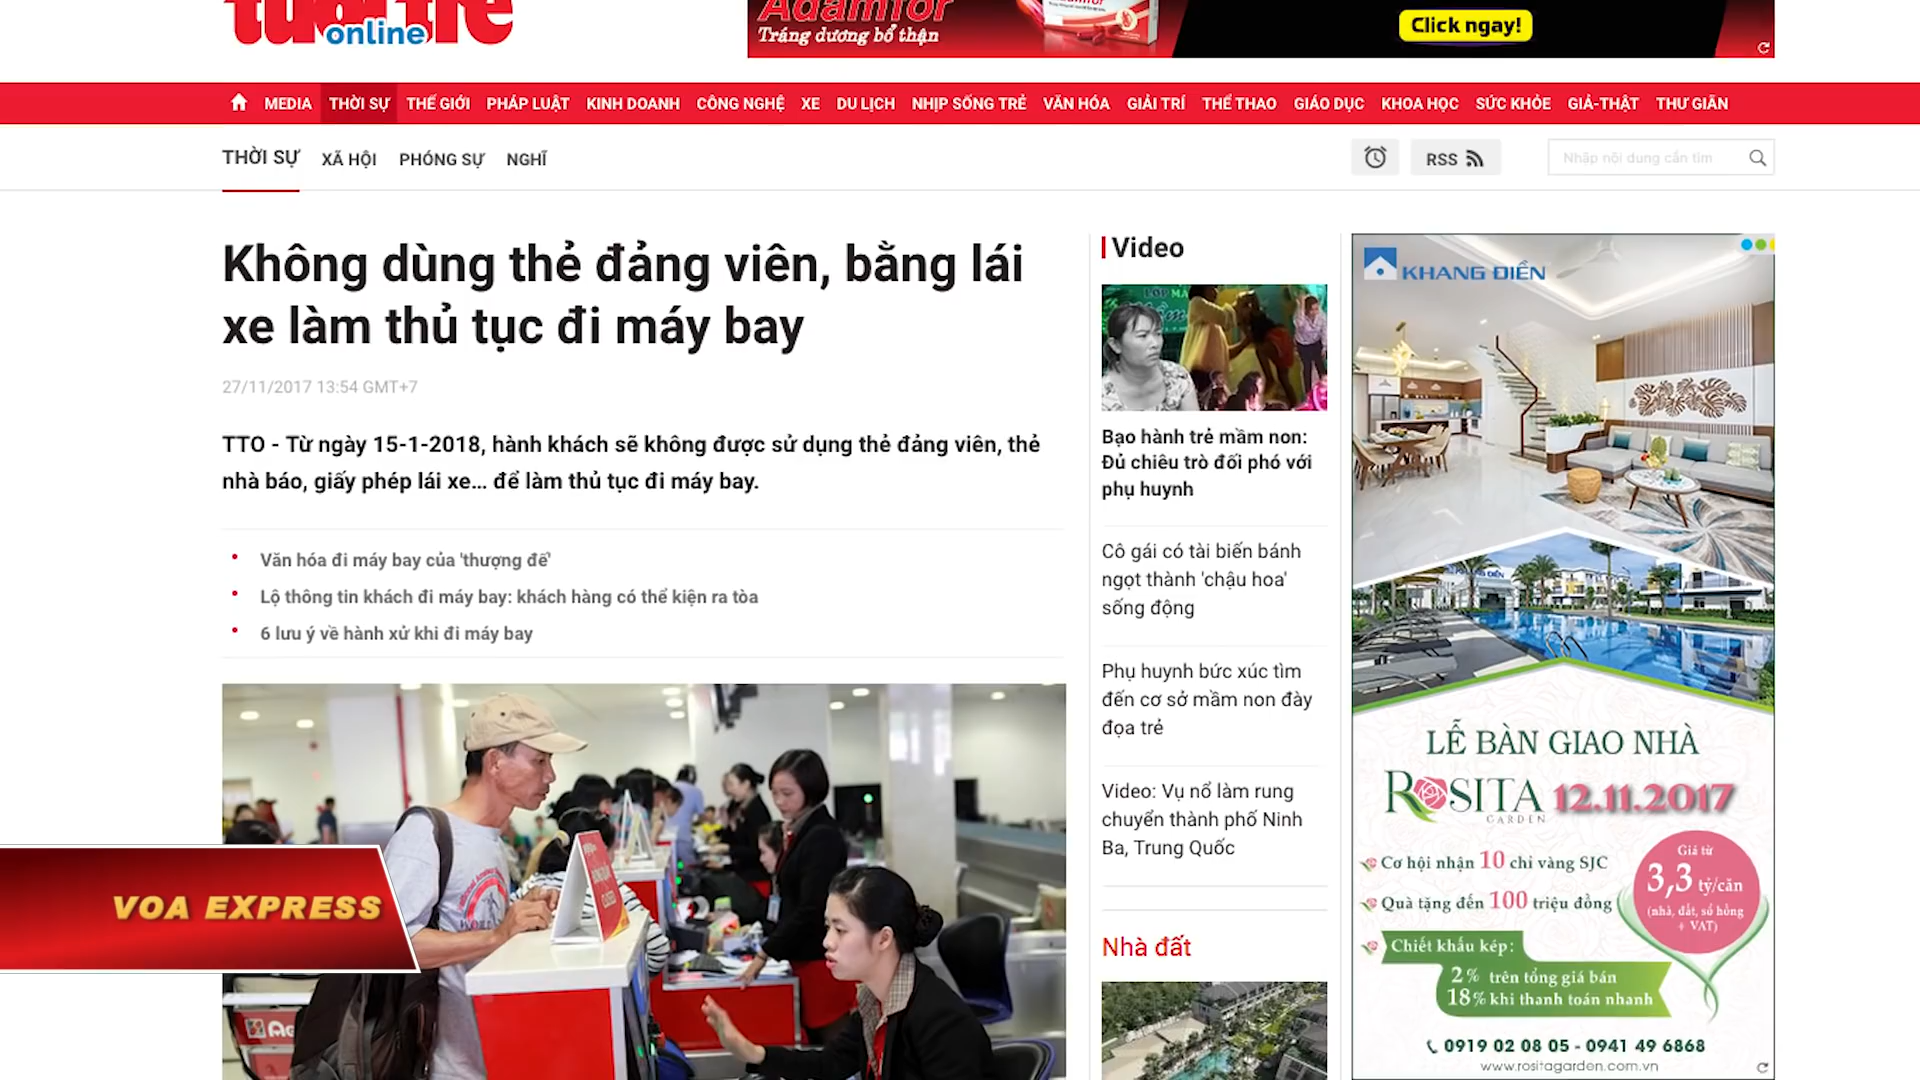 tuổi trẻ
online
Adamfor
Tráng dương bổ thận
Click ngay!
MEDIA THỜI SỰ THẾ GIỚI PHÁP LUẬT KINH DOANH CÔNG NGHỆ XE DU LỊCH NHỊP SỐNG TRẺ VĂN HÓA GIẢI TRÍ THỂ THAO GIÁO DỤC KHOA HỌC SỨC KHỎE GIẢ-THẬT THƯ GIÃN
THỜI SỰ XÃ HỘI PHÓNG SỰ NGHĨ
RSS
Nhập nội dung cần tìm
Không dùng thẻ đảng viên, bằng lái
xe làm thủ tục đi máy bay
27/11/2017 13:54 GMT+7
TTO - Từ ngày 15-1-2018, hành khách sẽ không được sử dụng thẻ đảng viên, thẻ
nhà báo, giấy phép lái xe... để làm thủ tục đi máy bay.
• Văn hóa đi máy bay của 'thượng đế'
• Lộ thông tin khách đi máy bay: khách hàng có thể kiện ra tòa
• 6 lưu ý về hành xử khi đi máy bay
VOA EXPRESS
Video
Bạo hành trẻ mầm non:
Đủ chiêu trò đối phó với
phụ huynh
Cô gái có tài biến bánh
ngọt thành 'chậu hoa'
sống động
Phụ huynh bức xúc tìm
đến cơ sở mầm non đày
đọa trẻ
Video: Vụ nổ làm rung
chuyển thành phố Ninh
Ba, Trung Quốc
Nhà đất
KHANG ĐIỀN
KHANG ĐIỀN
LỄ BÀN GIAO NHÀ
ROSITA 12.11.2017
GARDEN
Cơ hội nhận 10 chỉ vàng SJC
Quà tặng đến 100 triệu đồng
Giá từ
3,3 tỷ/căn
(nhà, đất, sổ hồng
+ VAT)
Chiết khấu kép:
2% trên tổng giá bán
18% khi thanh toán nhanh
0919 02 08 05 - 0941 49 6868
www.rositagarden.com.vn